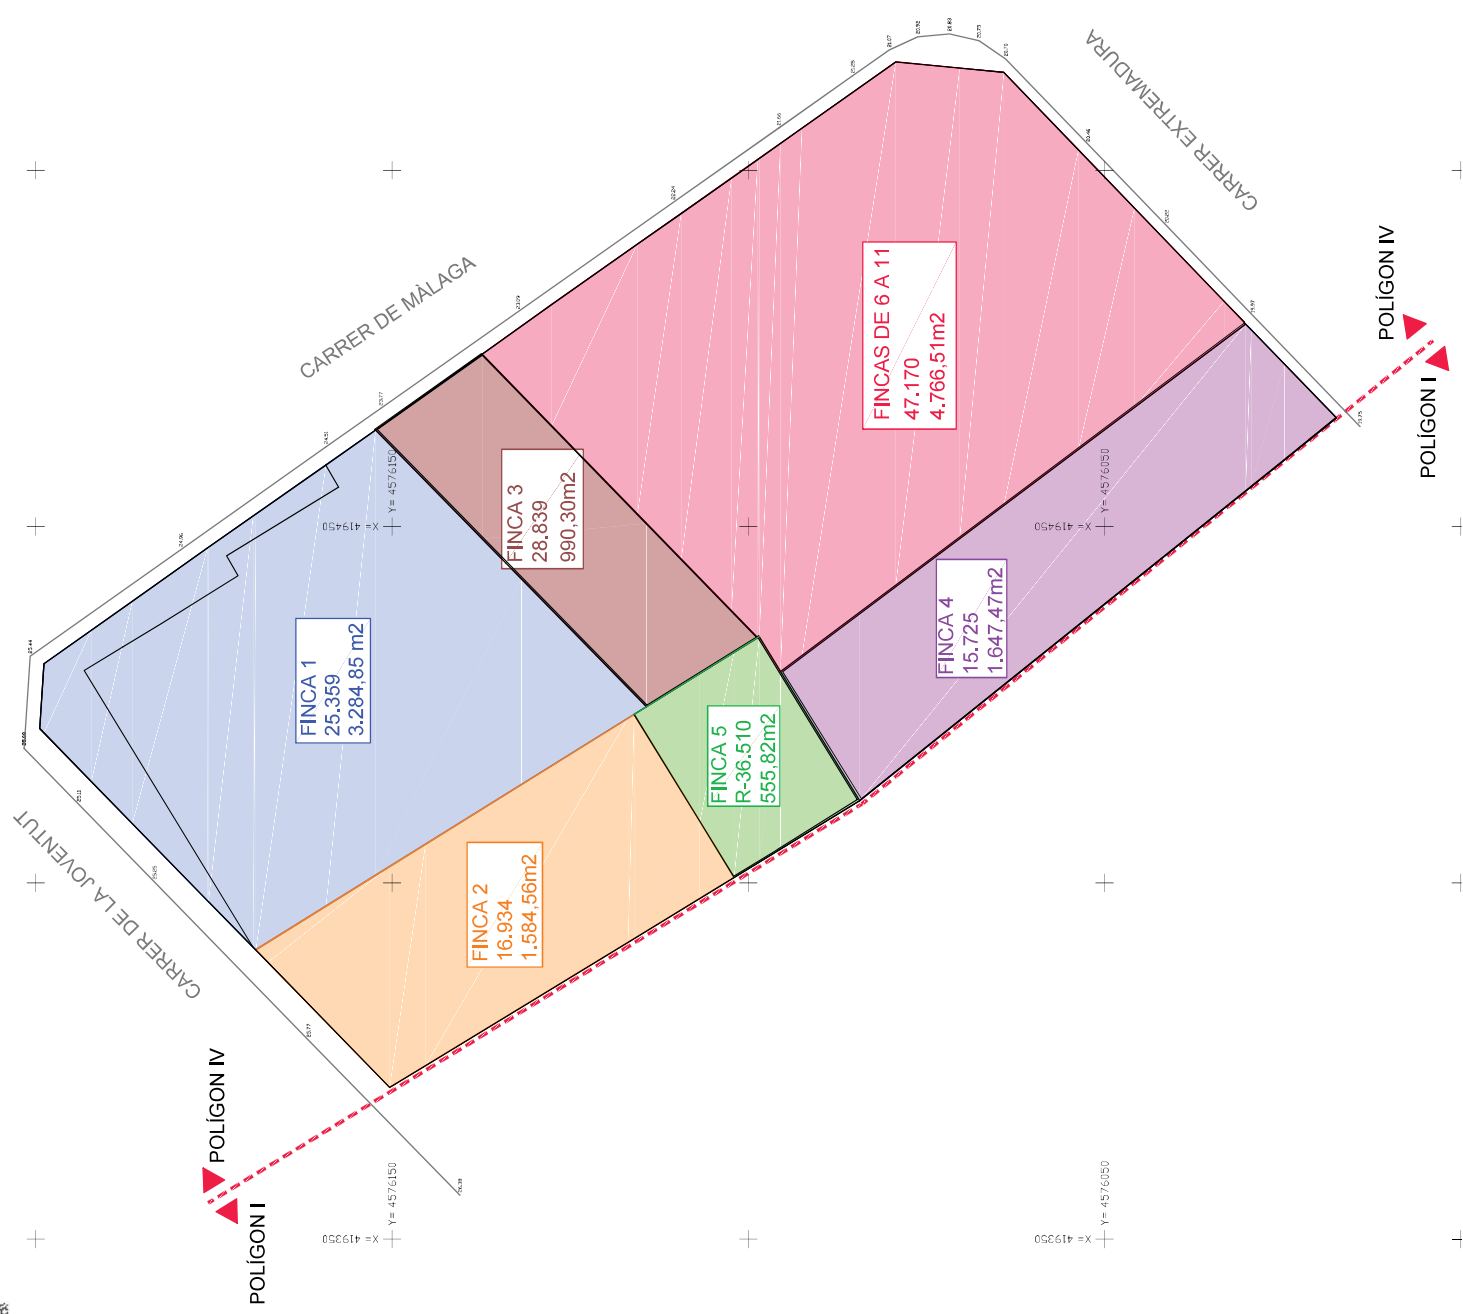 CARRER DE MÀLAGA
CARRER EXTREMADURA
CARRER DE LA JOVENTUT
FINCA 1
25.359
3.284,85 m2
FINCA 2
16.934
1.584,56m2
FINCA 3
28.839
990,30m2
FINCA 4
15.725
1.647,47m2
FINCA 5
R-36.510
555,82m2
FINCAS DE 6 A 11
47.170
4.766,51m2
POLÍGON IV
POLÍGON I
POLÍGON IV
POLÍGON I
X= 419450
Y= 4576150
X= 419450
Y= 4576050
X= 419350
Y= 4576150
X= 419350
Y= 4576050